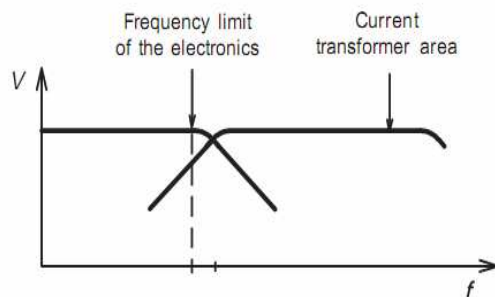 Frequency limit
of the electronics
Current
transformer area
V
f